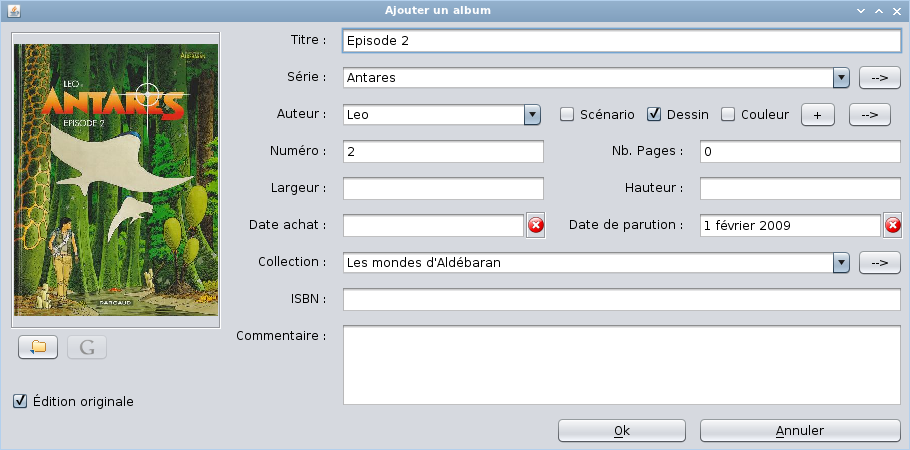 Ajouter un album
LEO
ANTARES
EPISODE 2
DARGAUD
G
Édition originale
Titre : Episode 2
Série : Antares -->
Auteur : Leo Scénario Dessin Couleur + -->
Numéro : 2 Nb. Pages : 0
Largeur : Hauteur :
Date achat : Date de parution : 1 février 2009
Collection : Les mondes d'Aldébaran -->
ISBN :
Commentaire :
Ok Annuler